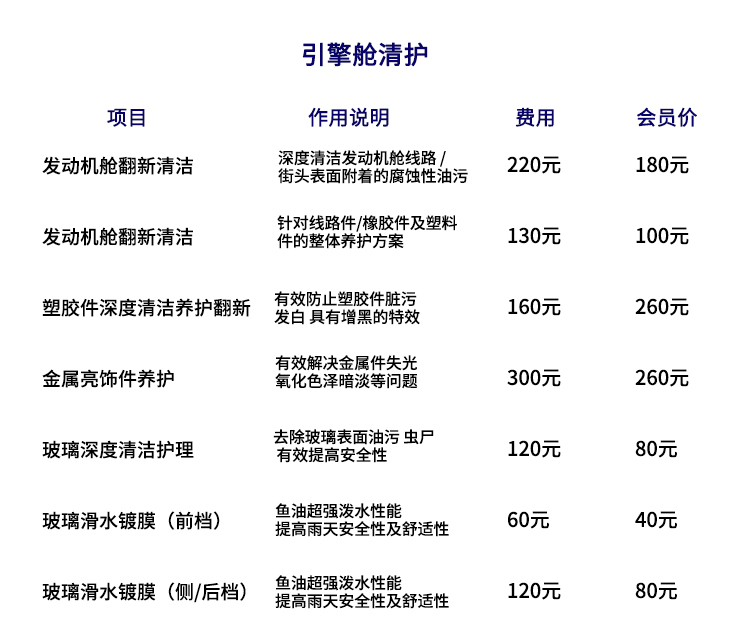 引擎舱清护
项目 作用说明 费用 会员价
发动机舱翻新清洁 深度清洁发动机舱线路 / 220元 180元
街头表面附着的腐蚀性油污
发动机舱翻新清洁 针对线路件/橡胶件及塑料 130元 100元
件的整体养护方案
塑胶件深度清洁养护翻新 有效防止塑胶件脏污 160元 260元
发白 具有增黑的特效
金属亮饰件养护 有效解决金属件失光 300元 260元
氧化色泽暗淡等问题
玻璃深度清洁护理 去除玻璃表面油污 虫尸 120元 80元
有效提高安全性
玻璃滑水镀膜（前档） 鱼油超强泼水性能 60元 40元
提高雨天安全性及舒适性
玻璃滑水镀膜（侧/后档） 鱼油超强泼水性能 120元 80元
提高雨天安全性及舒适性